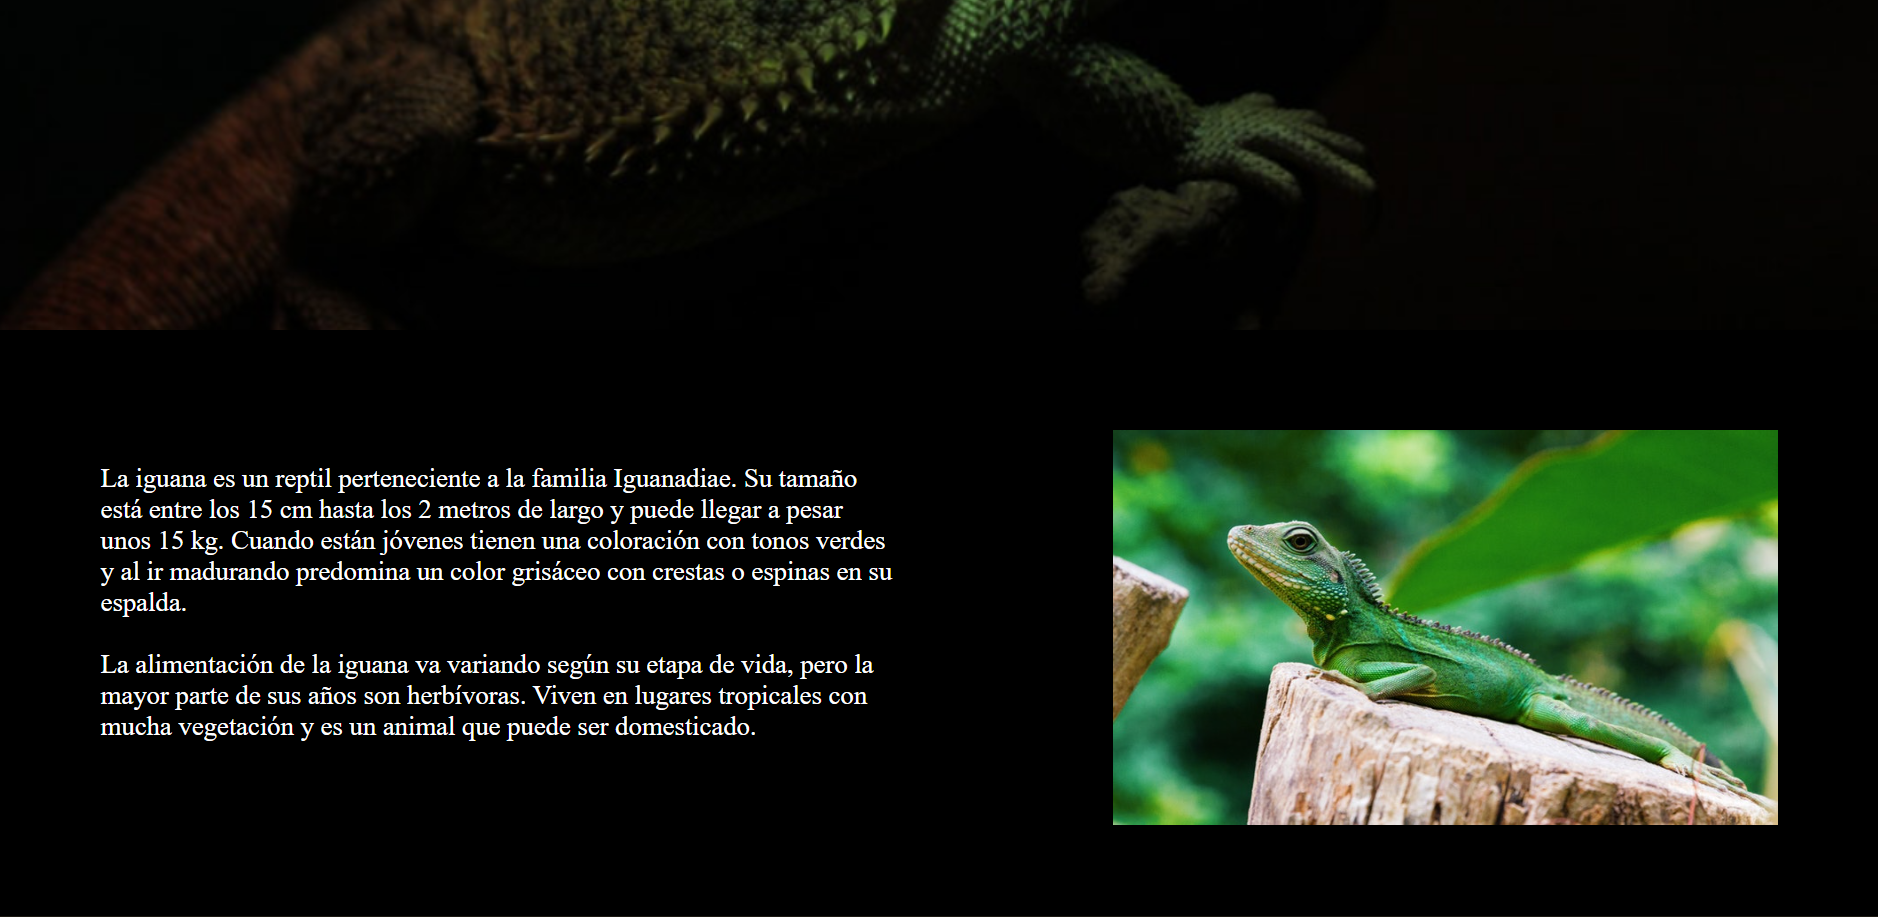 La iguana es un reptil perteneciente a la familia Iguanadiae. Su tamaño
está entre los 15 cm hasta los 2 metros de largo y puede llegar a pesar
unos 15 kg. Cuando están jóvenes tienen una coloración con tonos verdes
y al ir madurando predomina un color grisáceo con crestas o espinas en su
espalda.
La alimentación de la iguana va variando según su etapa de vida, pero la
mayor parte de sus años son herbívoras. Viven en lugares tropicales con
mucha vegetación y es un animal que puede ser domesticado.